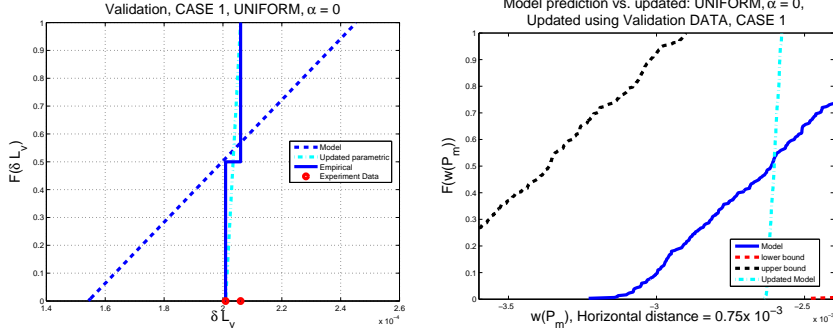 Validation, CASE 1, UNIFORM, α = 0
F(δ L_v)
1
0.9
0.8
0.7
0.6
0.5
0.4
0.3
0.2
0.1
0
Model
Updated parametric
Empirical
Experiment Data
1.4 1.6 1.8 2 2.2 2.4 2.6
δ L_v
x 10⁻⁴
Model prediction vs. updated: UNIFORM, α = 0,
Updated using Validation DATA, CASE 1
F(w(P_m))
1
0.9
0.8
0.7
0.6
0.5
0.4
0.3
0.2
0.1
0
Model
lower bound
upper bound
Updated Model
−3.5 −3 −2.5
w(P_m), Horizontal distance = 0.75x 10⁻³
x 10⁻³